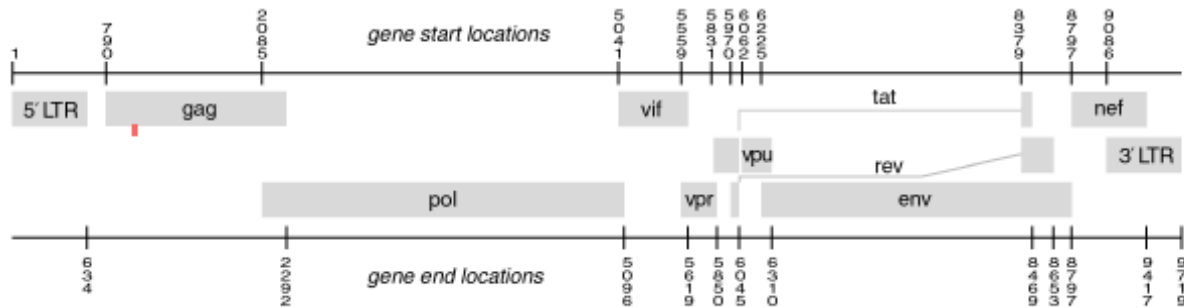 1 790 2085 gene start locations 5041 5559 5831 5970 6062 6225 8379 8797 9086
5′ LTR gag vif tat nef
vpu rev 3′ LTR
pol vpr env
634 2292 gene end locations 5096 5619 5850 6045 6310 8469 8653 8797 9417 9719